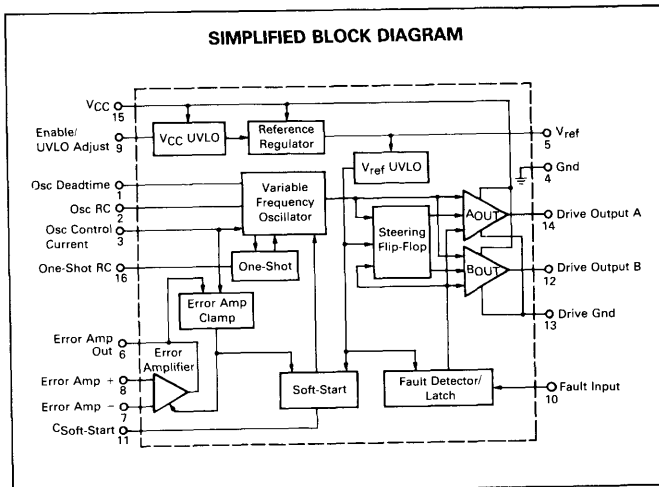 SIMPLIFIED BLOCK DIAGRAM
VCC
15
Enable/
UVLO Adjust
9
VCC UVLO
Reference
Regulator
Vref
5
Vref UVLO
Gnd
4
Osc Deadtime
1
Osc RC
2
Osc Control
Current
3
One-Shot RC
16
Variable
Frequency
Oscillator
One-Shot
Steering
Flip-Flop
AOUT
Drive Output A
14
BOUT
Drive Output B
12
Drive Gnd
13
Error Amp
Clamp
Error Amp
Out
6
Error
Amplifier
Error Amp +
8
Error Amp −
7
CSoft-Start
11
Soft-Start
Fault Detector/
Latch
Fault Input
10